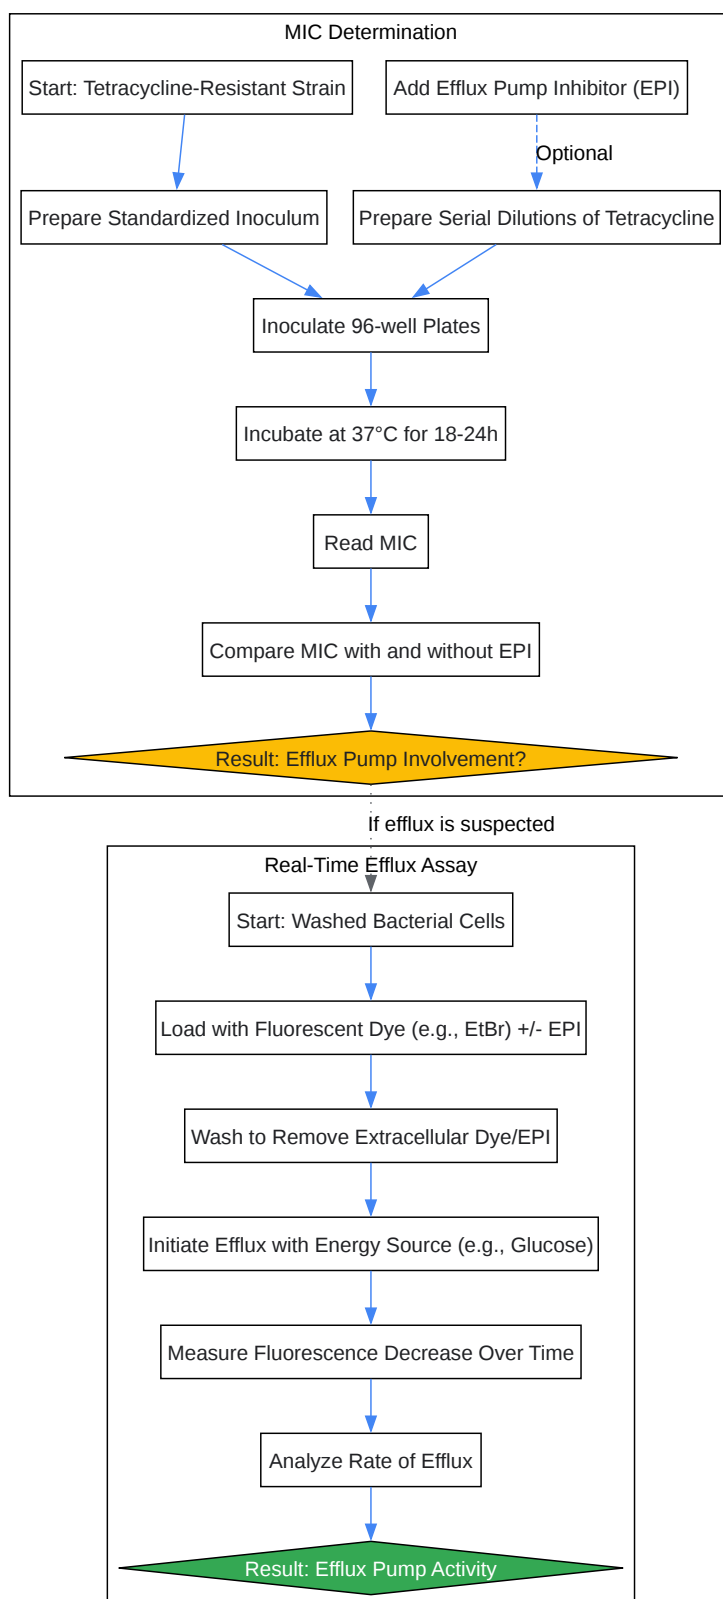 MIC Determination
Start: Tetracycline-Resistant Strain
Add Efflux Pump Inhibitor (EPI)
Optional
Prepare Standardized Inoculum
Prepare Serial Dilutions of Tetracycline
Inoculate 96-well Plates
Incubate at 37°C for 18-24h
Read MIC
Compare MIC with and without EPI
Result: Efflux Pump Involvement?
If efflux is suspected
Real-Time Efflux Assay
Start: Washed Bacterial Cells
Load with Fluorescent Dye (e.g., EtBr) +/- EPI
Wash to Remove Extracellular Dye/EPI
Initiate Efflux with Energy Source (e.g., Glucose)
Measure Fluorescence Decrease Over Time
Analyze Rate of Efflux
Result: Efflux Pump Activity